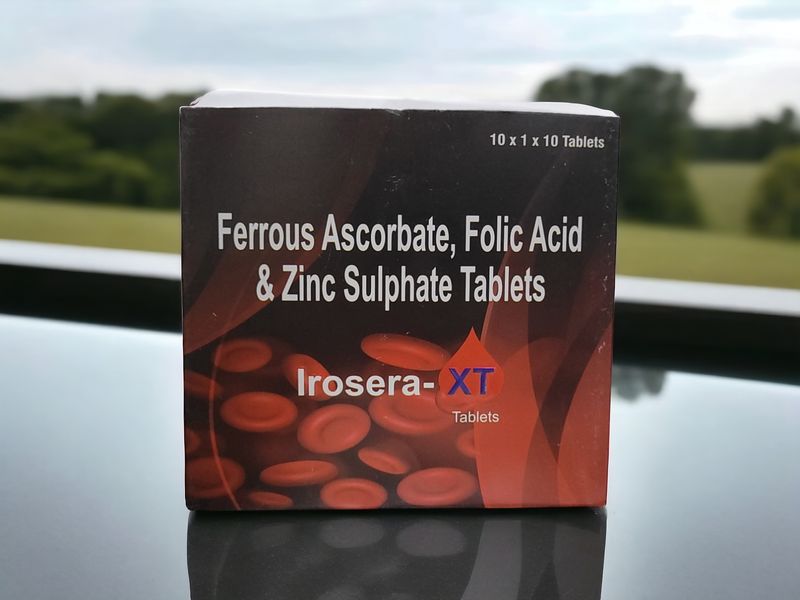 10 x 1 x 10 Tablets
Ferrous Ascorbate, Folic Acid
& Zinc Sulphate Tablets
Irosera-XT
Tablets